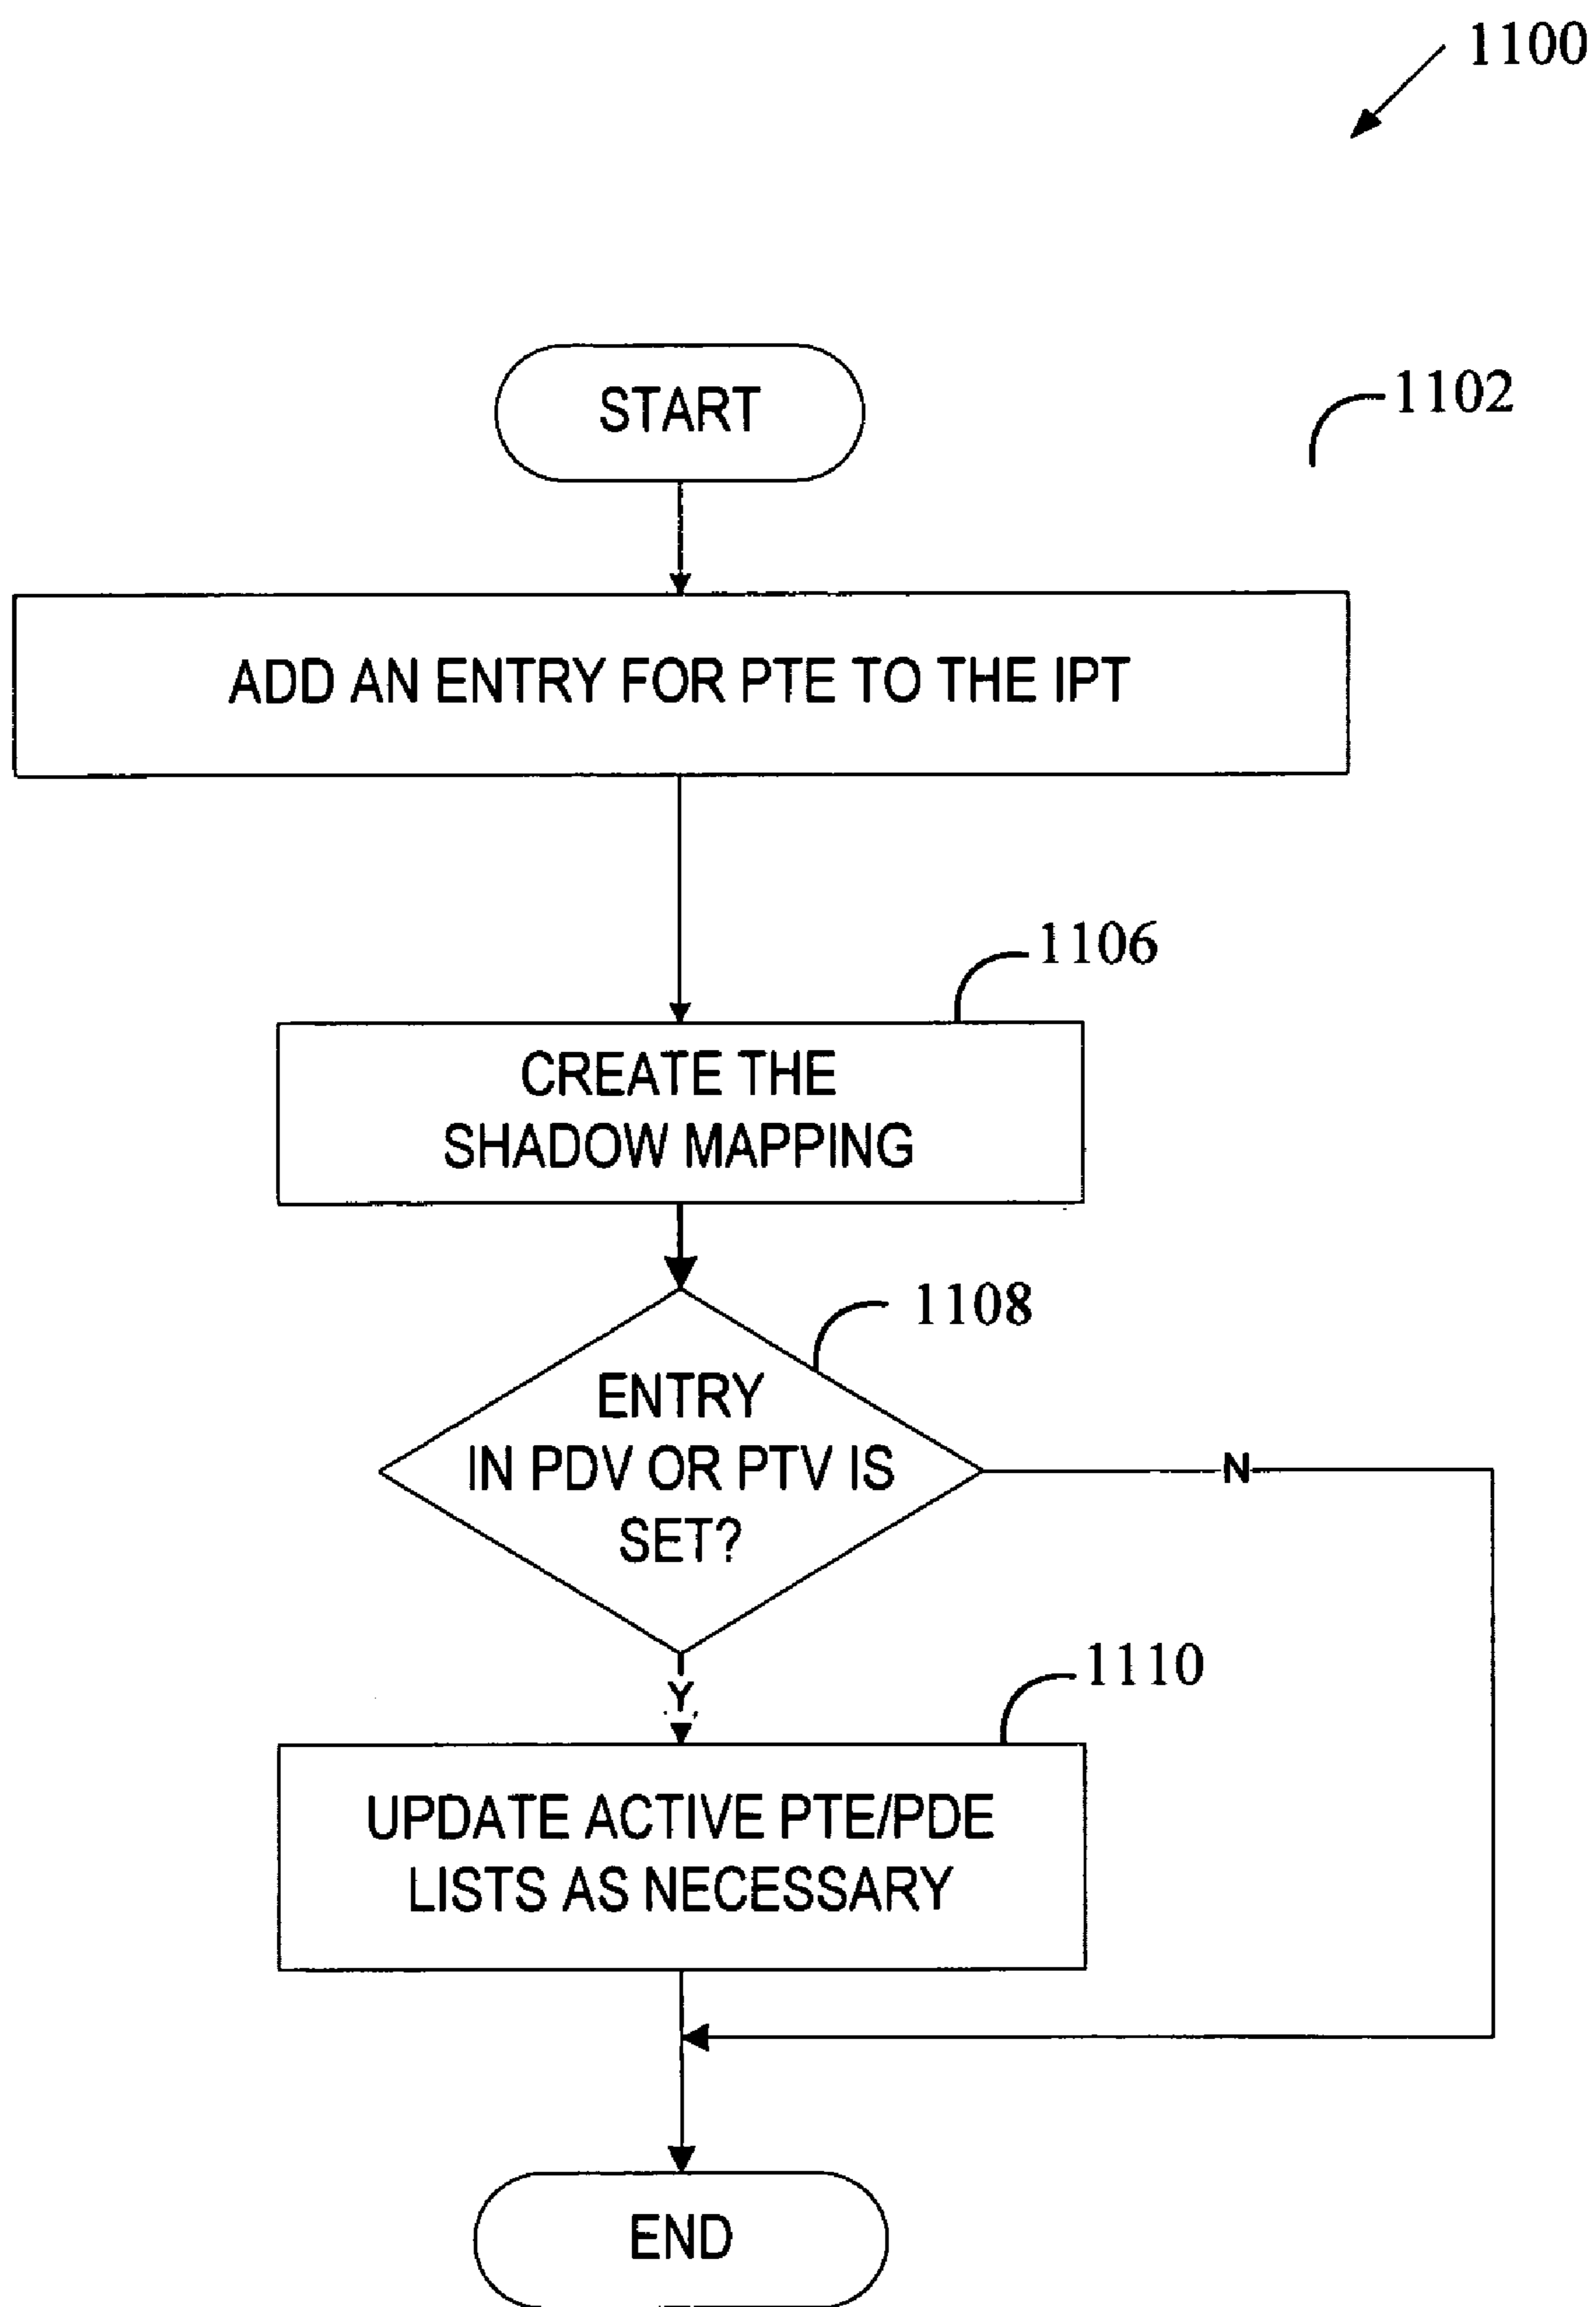 1100
START
1102
ADD AN ENTRY FOR PTE TO THE IPT
1106
CREATE THE
SHADOW MAPPING
1108
ENTRY
IN PDV OR PTV IS
SET?
N
1110
Y
UPDATE ACTIVE PTE/PDE
LISTS AS NECESSARY
END